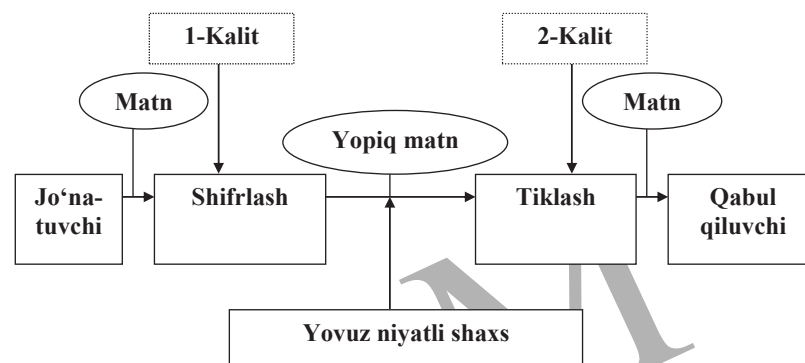 1-Kalit
2-Kalit
Matn
Matn
Yopiq matn
Jo‘na-
tuvchi
Shifrlash
Tiklash
Qabul
qiluvchi
Yovuz niyatli shaxs